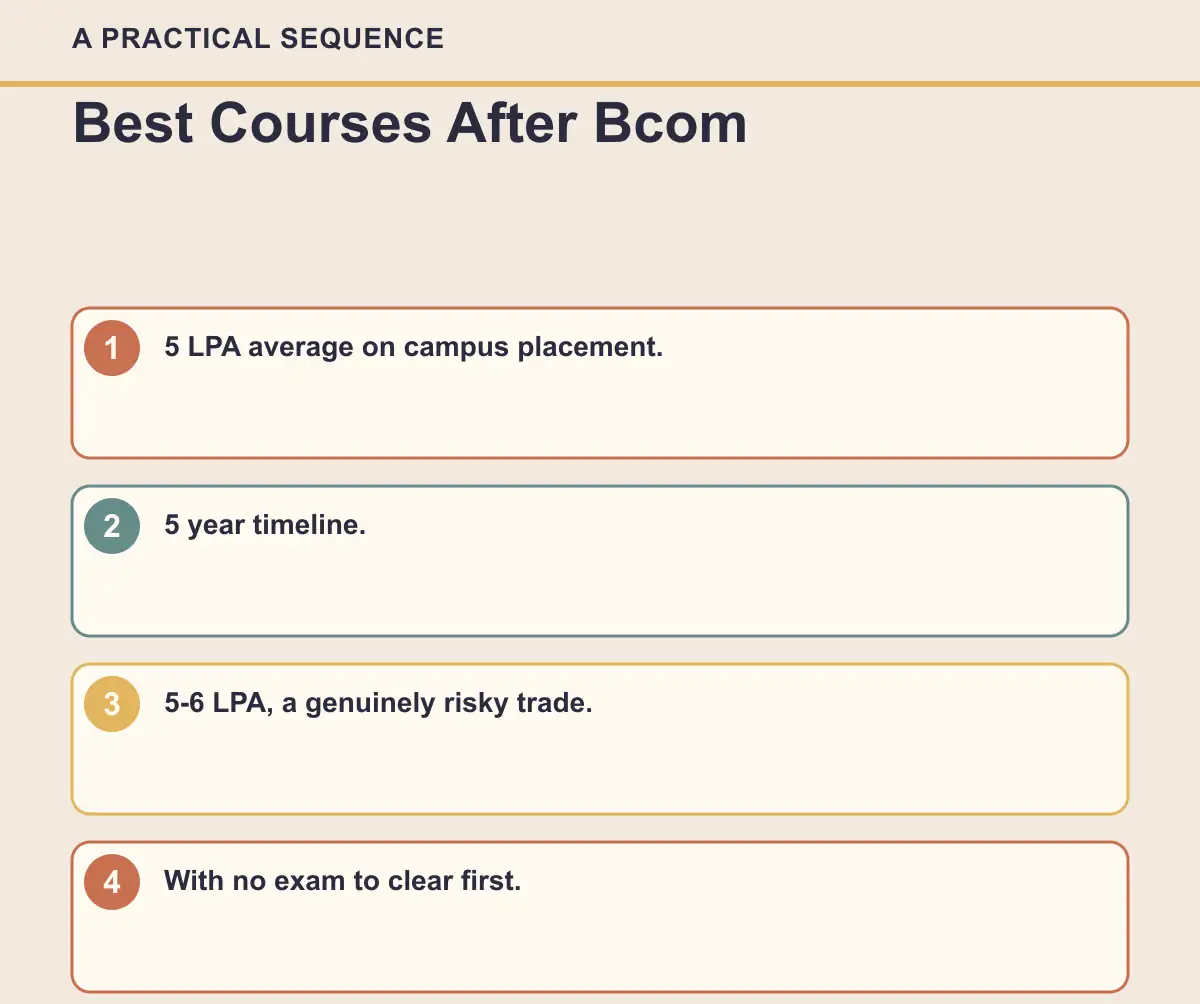 A PRACTICAL SEQUENCE
Best Courses After Bcom
1
5 LPA average on campus placement.
2
5 year timeline.
3
5-6 LPA, a genuinely risky trade.
4
With no exam to clear first.